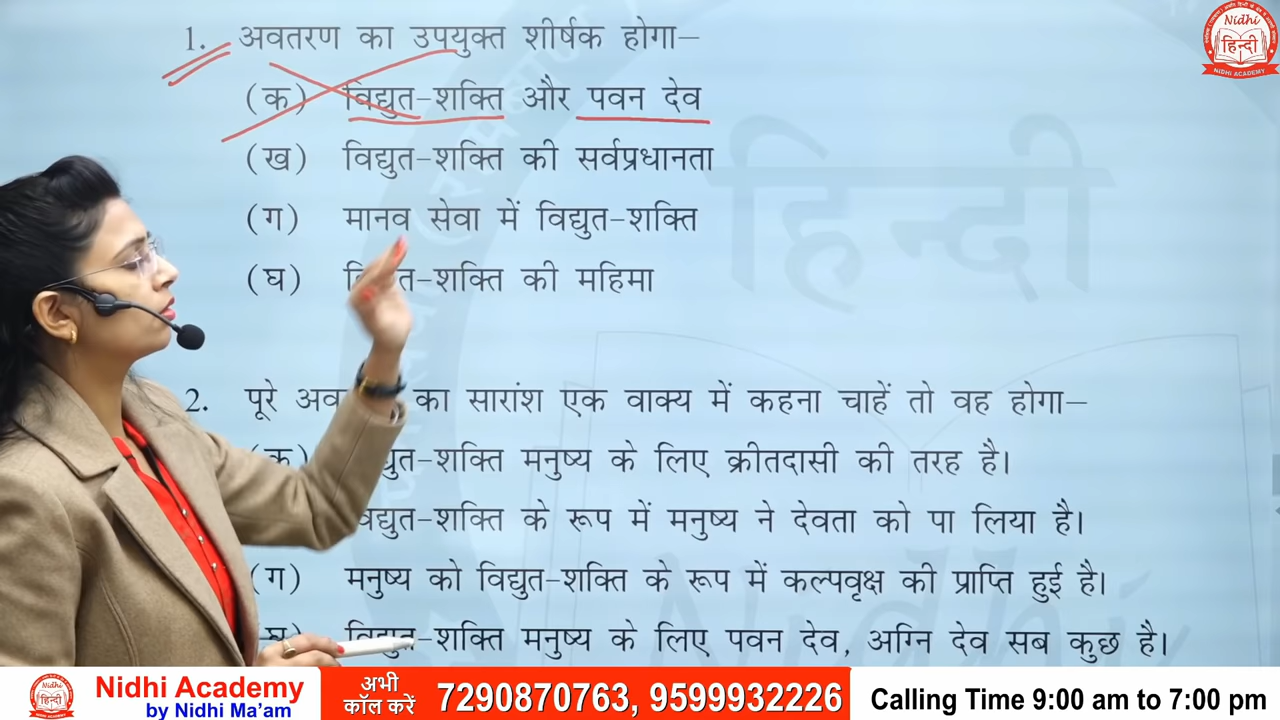 1. अवतरण का उपयुक्त शीर्षक होगा–
(क) विद्युत-शक्ति और पवन देव
(ख) विद्युत-शक्ति की सर्वप्रधानता
(ग) मानव सेवा में विद्युत-शक्ति
(घ) विद्युत-शक्ति की महिमा
2. पूरे का सारांश एक वाक्य में कहना चाहें तो वह होगा–
(क) विद्युत-शक्ति मनुष्य के लिए क्रीतदासी की तरह है।
विद्युत-शक्ति के रूप में मनुष्य ने देवता को पा लिया है।
(ग) मनुष्य को विद्युत-शक्ति के रूप में कल्पवृक्ष की प्राप्ति हुई है।
(घ) विद्युत-शक्ति मनुष्य के लिए पवन देव, अग्नि देव सब कुछ है।
Nidhi
हिन्दी
NIDHI ACADEMY
हिन्दी
Nidhi
Nidhi Academy
by Nidhi Ma'am
अभी
कॉल करें
7290870763, 9599932226
Calling Time 9:00 am to 7:00 pm